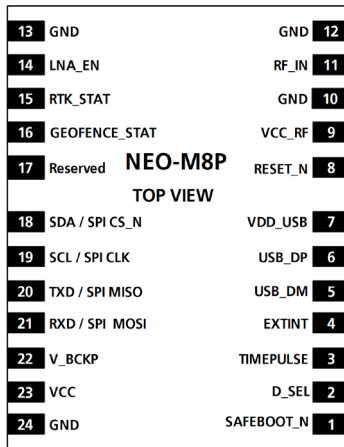 13 GND GND 12
14 LNA_EN RF_IN 11
15 RTK_STAT GND 10
16 GEOFENCE_STAT VCC_RF 9
17 Reserved NEO-M8P RESET_N 8
TOP VIEW
18 SDA / SPI CS_N VDD_USB 7
19 SCL / SPI CLK USB_DP 6
20 TXD / SPI MISO USB_DM 5
21 RXD / SPI MOSI EXTINT 4
22 V_BCKP TIMEPULSE 3
23 VCC D_SEL 2
24 GND SAFEBOOT_N 1